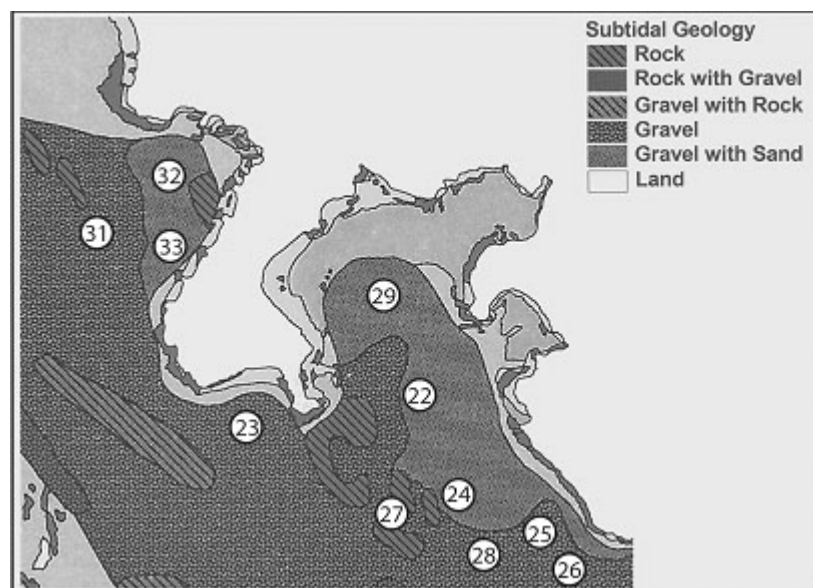 Subtidal Geology
Rock
Rock with Gravel
Gravel with Rock
Gravel
Gravel with Sand
Land
32
31
33
29
22
23
24
27
25
28
26